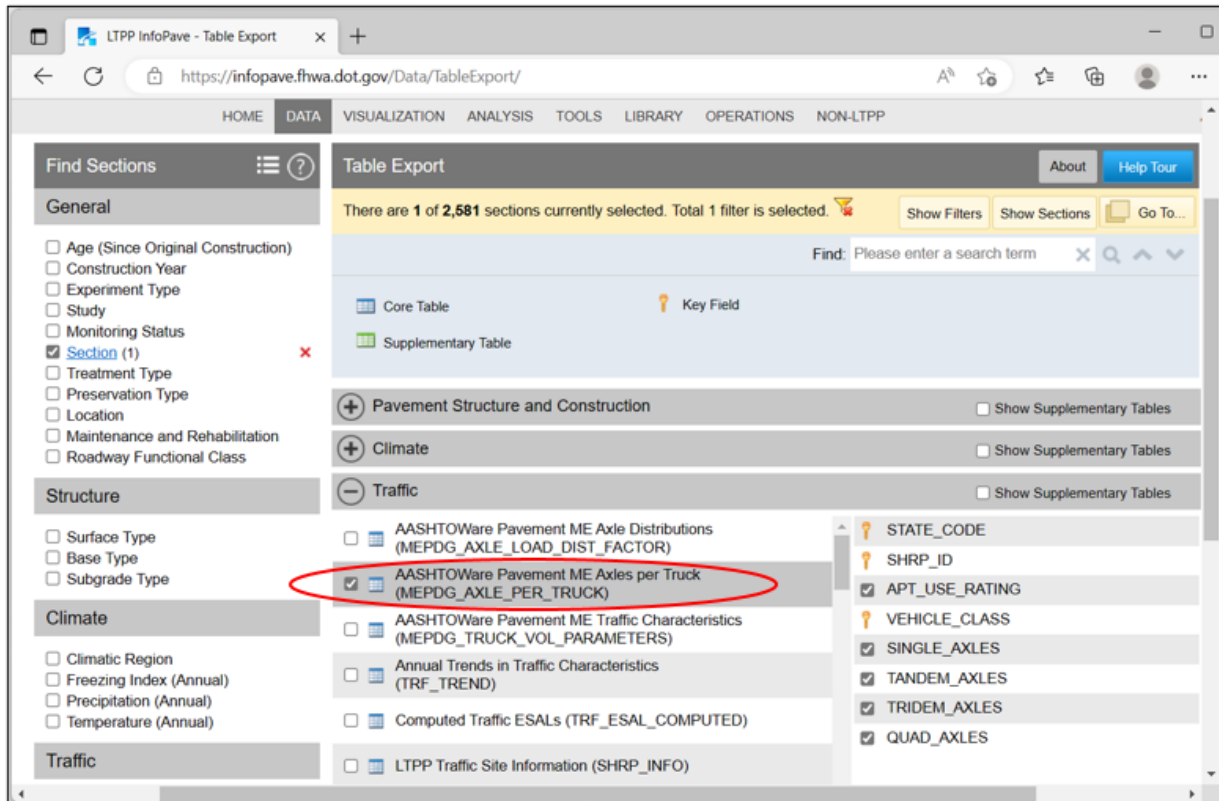 LTPP InfoPave - Table Export
https://infopave.fhwa.dot.gov/Data/TableExport/
HOME DATA VISUALIZATION ANALYSIS TOOLS LIBRARY OPERATIONS NON-LTPP
Find Sections
General
Age (Since Original Construction)
Construction Year
Experiment Type
Study
Monitoring Status
Section (1)
Treatment Type
Preservation Type
Location
Maintenance and Rehabilitation
Roadway Functional Class
Structure
Surface Type
Base Type
Subgrade Type
Climate
Climatic Region
Freezing Index (Annual)
Precipitation (Annual)
Temperature (Annual)
Traffic
Table Export
About
Help Tour
There are 1 of 2,581 sections currently selected. Total 1 filter is selected.
Show Filters
Show Sections
Go To...
Find: Please enter a search term
Core Table
Key Field
Supplementary Table
Pavement Structure and Construction
Show Supplementary Tables
Climate
Show Supplementary Tables
Traffic
Show Supplementary Tables
AASHTOWare Pavement ME Axle Distributions
(MEPDG_AXLE_LOAD_DIST_FACTOR)
AASHTOWare Pavement ME Axles per Truck
(MEPDG_AXLE_PER_TRUCK)
AASHTOWare Pavement ME Traffic Characteristics
(MEPDG_TRUCK_VOL_PARAMETERS)
Annual Trends in Traffic Characteristics
(TRF_TREND)
Computed Traffic ESALs (TRF_ESAL_COMPUTED)
LTPP Traffic Site Information (SHRP_INFO)
STATE_CODE
SHRP_ID
APT_USE_RATING
VEHICLE_CLASS
SINGLE_AXLES
TANDEM_AXLES
TRIDEM_AXLES
QUAD_AXLES